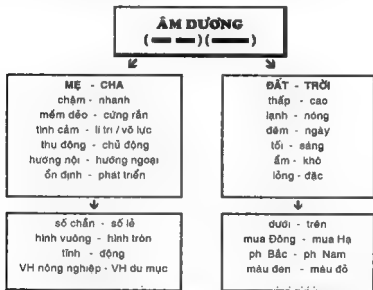 ÂM DƯƠNG
MẸ - CHA
chậm - nhanh
mềm dẻo - cứng rắn
tình cảm - lí trí / võ lực
thụ động - chủ động
hướng nội - hướng ngoại
ổn định - phát triển
số chẵn - số lẻ
hình vuông - hình tròn
tĩnh - động
VH nông nghiệp - VH du mục
ĐẤT - TRỜI
thấp - cao
lạnh - nóng
đêm - ngày
tối - sáng
ẩm - khô
lỏng - đặc
dưới - trên
mua Đông - mua Hạ
ph Bắc - ph Nam
màu đen - màu đỏ